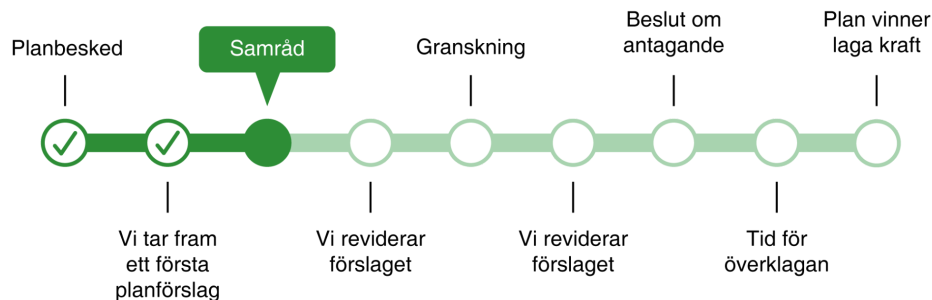 Planbesked
Vi tar fram
ett första
planförslag
Samråd
Vi reviderar
förslaget
Granskning
Vi reviderar
förslaget
Beslut om
antagande
Tid för
överklagan
Plan vinner
laga kraft